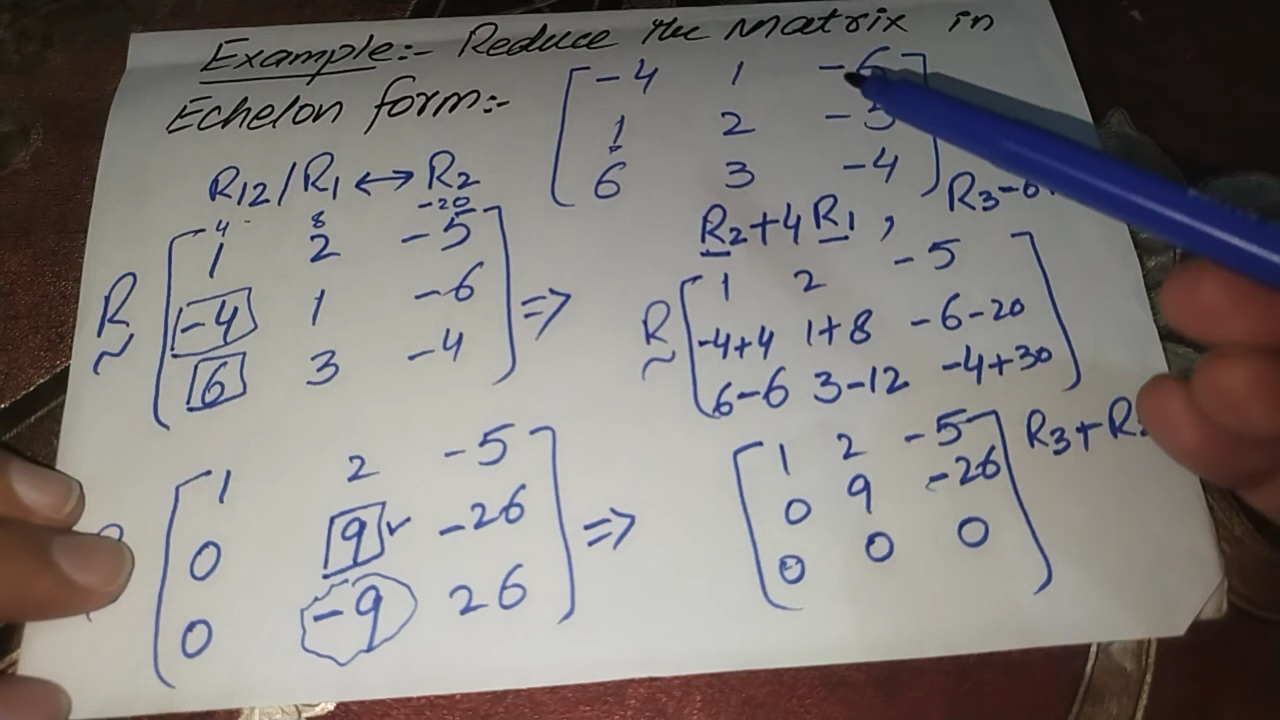 Example:- Reduce the Matrix in
Echelon form:-
[ -4 1 -6
1 2 -5
6 3 -4 ]
R12/R1 ↔ R2
4 8 -20
R ~ [ 1 2 -5
-4 1 -6
6 3 -4 ] ⇒
R2+4R1, R3-6
R ~ [ 1 2 -5
-4+4 1+8 -6-20
6-6 3-12 -4+30 ]
[ 1 2 -5
0 9 -26
0 -9 26 ] ⇒
R3+R
[ 1 2 -5
0 9 -26
0 0 0 ]